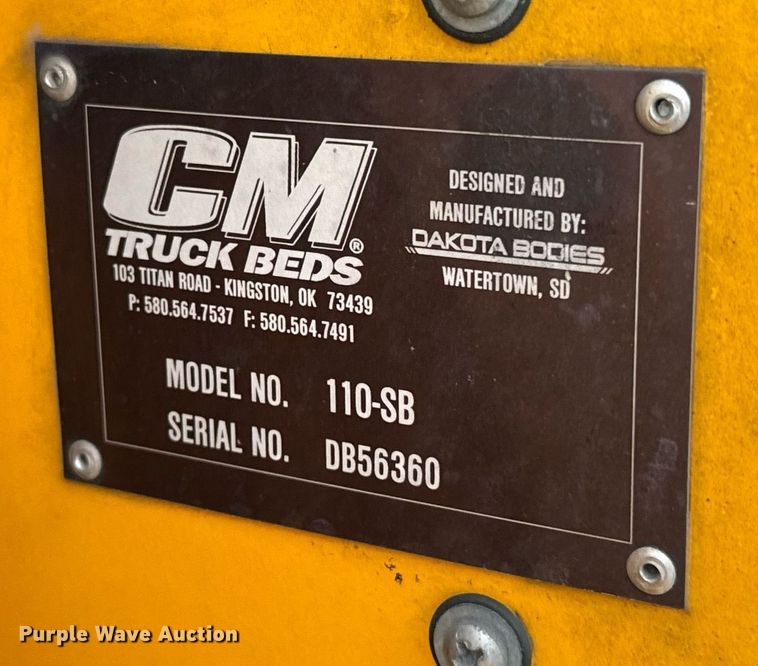 CM®
TRUCK BEDS
103 TITAN ROAD - KINGSTON, OK 73439
P: 580.564.7537 F: 580.564.7491
DESIGNED AND
MANUFACTURED BY:
DAKOTA BODIES
WATERTOWN, SD
MODEL NO. 110-SB
SERIAL NO. DB56360
Purple Wave Auction